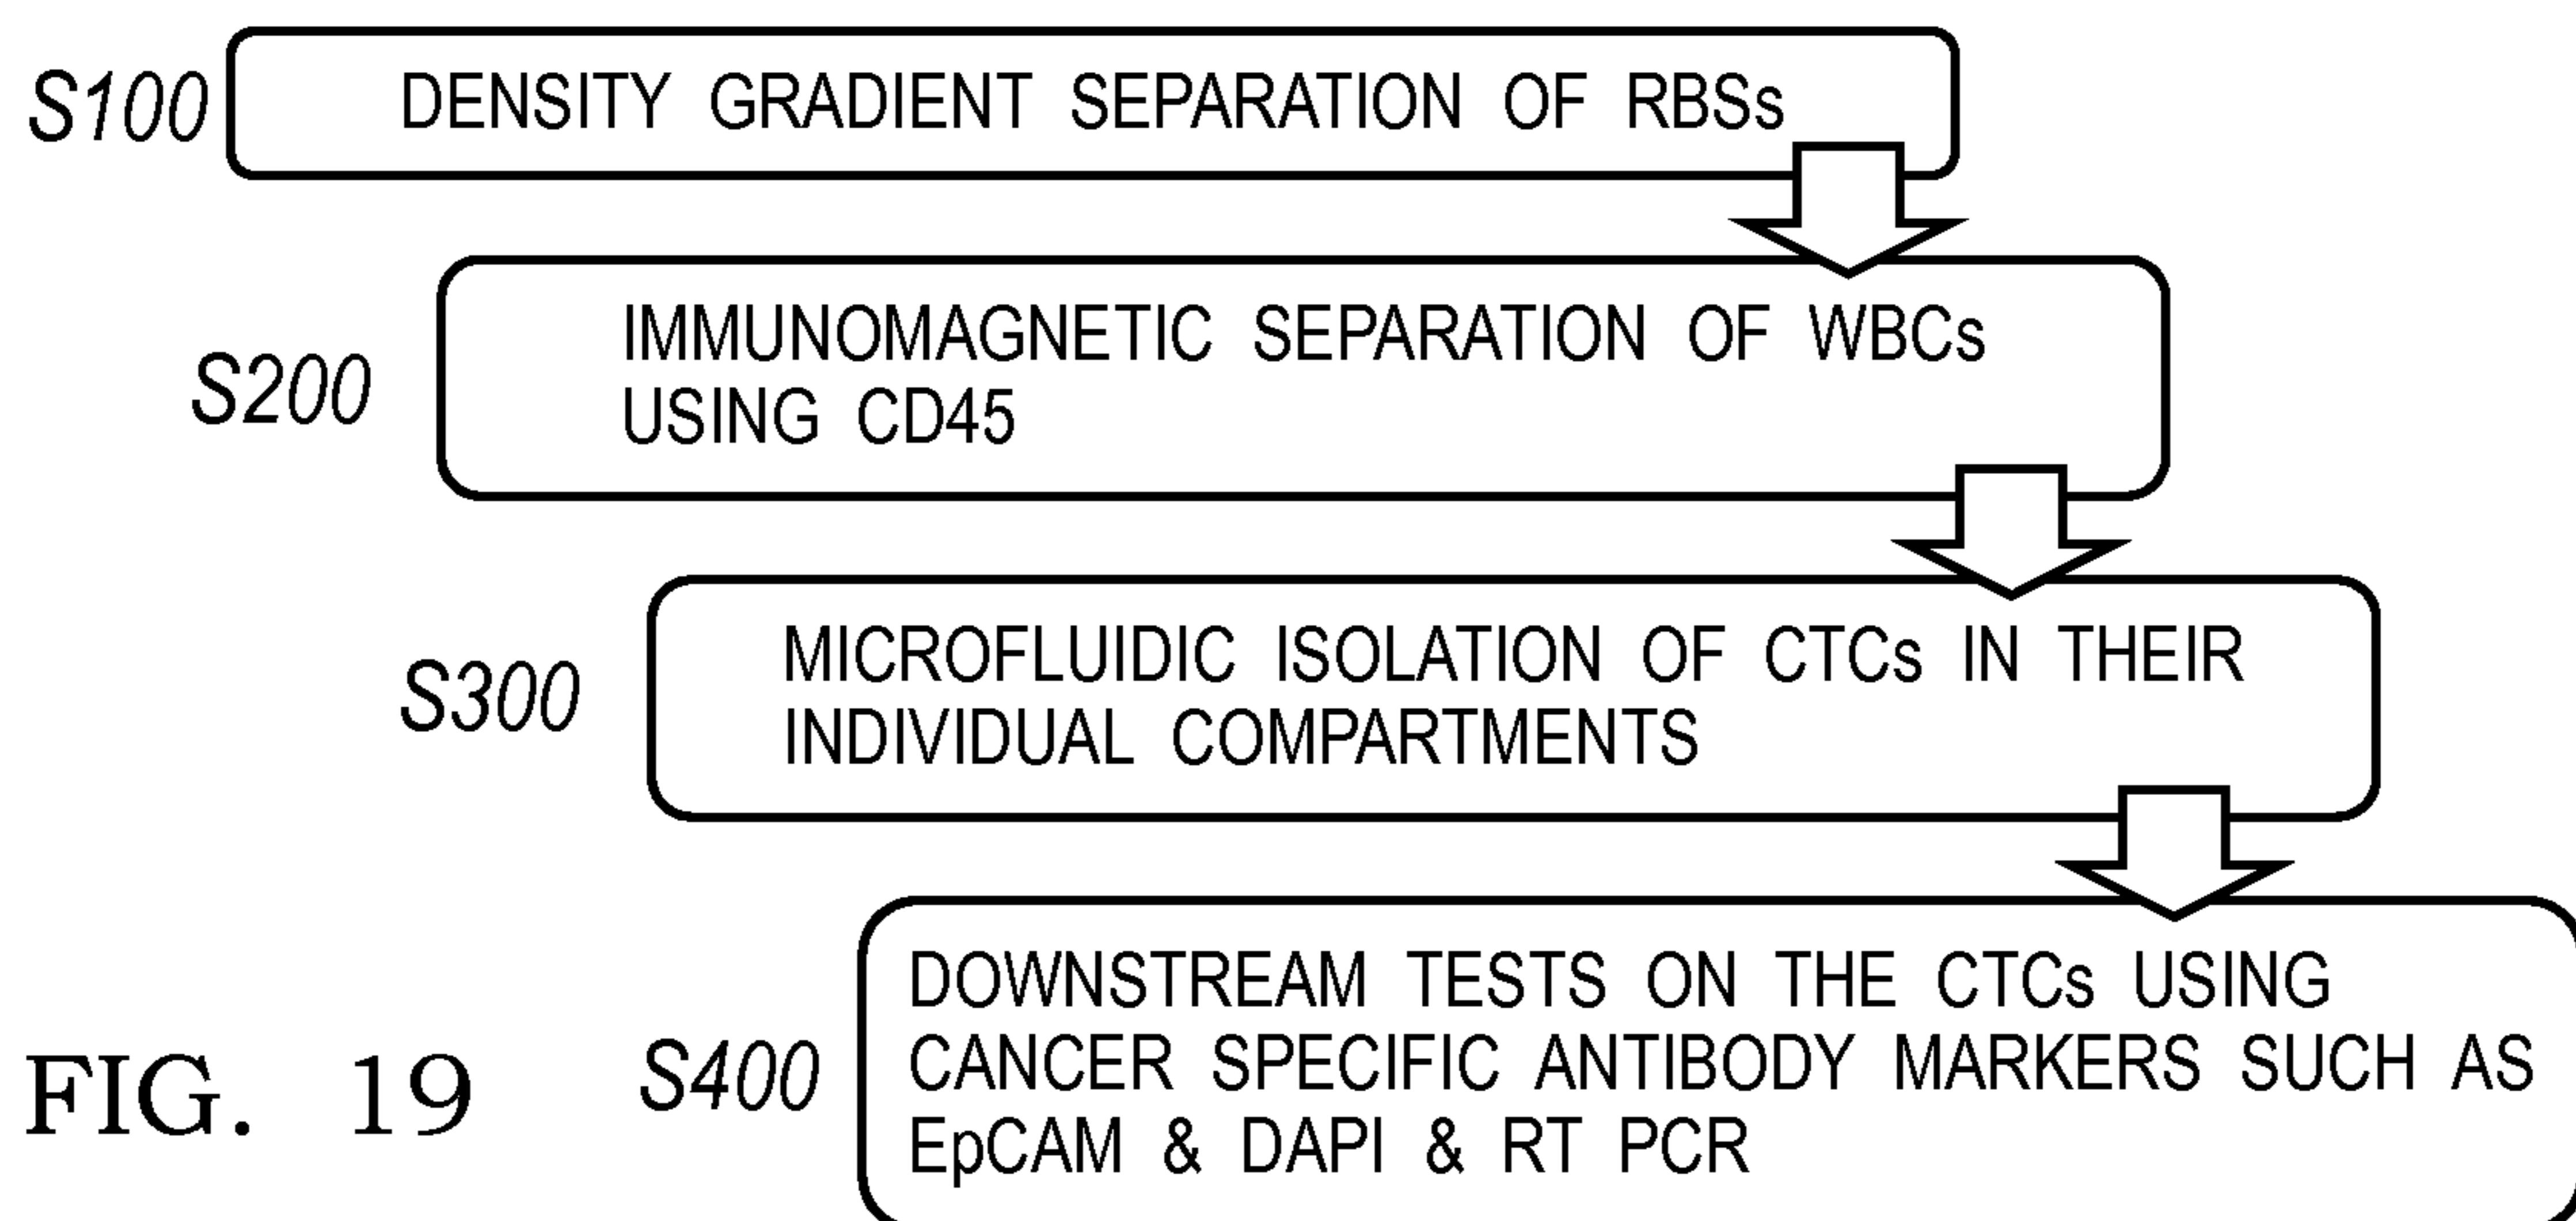 S100 DENSITY GRADIENT SEPARATION OF RBSs
IMMUNOMAGNETIC SEPARATION OF WBCs
S200
USING CD45
MICROFLUIDIC ISOLATION OF CTCs IN THEIR
S300
INDIVIDUAL COMPARTMENTS
DOWNSTREAM TESTS ON THE CTCs USING
S400 CANCER SPECIFIC ANTIBODY MARKERS SUCH AS
EpCAM & DAPI & RT PCR
FIG. 19